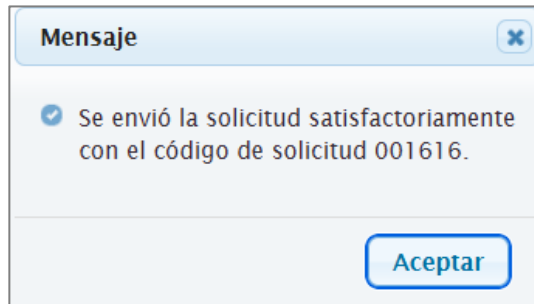 Mensaje
Se envió la solicitud satisfactoriamente
con el código de solicitud 001616.
Aceptar